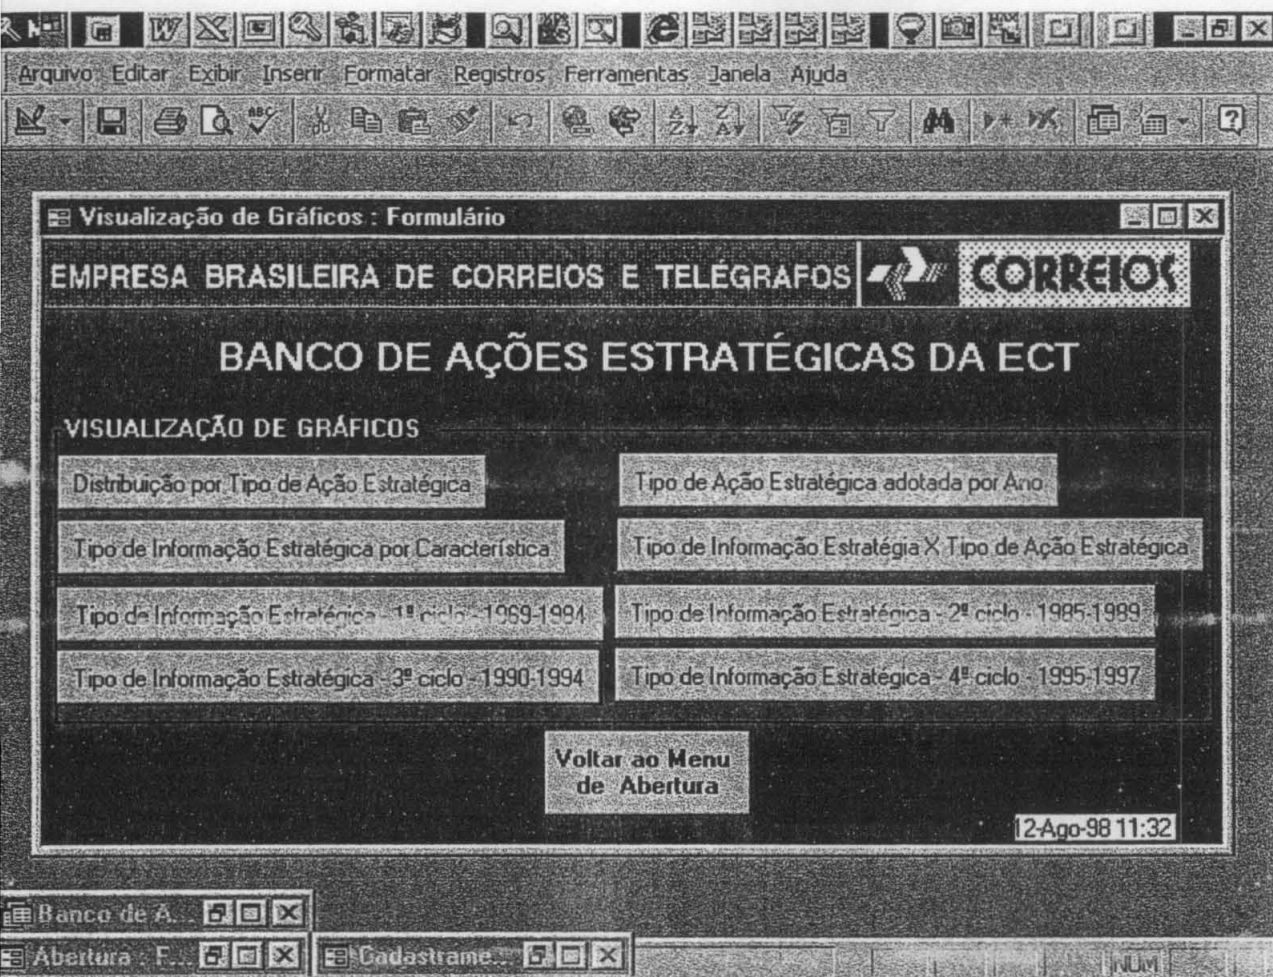 Arquivo Editar Exibir Inserir Formatar Registros Ferramentas Janela Ajuda
Visualização de Gráficos : Formulário
EMPRESA BRASILEIRA DE CORREIOS E TELÉGRAFOS CORREIOS
BANCO DE AÇÕES ESTRATÉGICAS DA ECT
VISUALIZAÇÃO DE GRÁFICOS
Distribuição por Tipo de Ação Estratégica
Tipo de Ação Estratégica adotada por Ano
Tipo de Informação Estratégica por Característica
Tipo de Informação Estratégia X Tipo de Ação Estratégica
Tipo de Informação Estratégica - 1º ciclo - 1969-1984
Tipo de Informação Estratégica - 2º ciclo - 1985-1989
Tipo de Informação Estratégica - 3º ciclo - 1990-1994
Tipo de Informação Estratégica - 4º ciclo - 1995-1997
Voltar ao Menu
de Abertura
12-Ago-98 11:32
Banco de A...
Abertura : F...
Cadastrame...
NUM